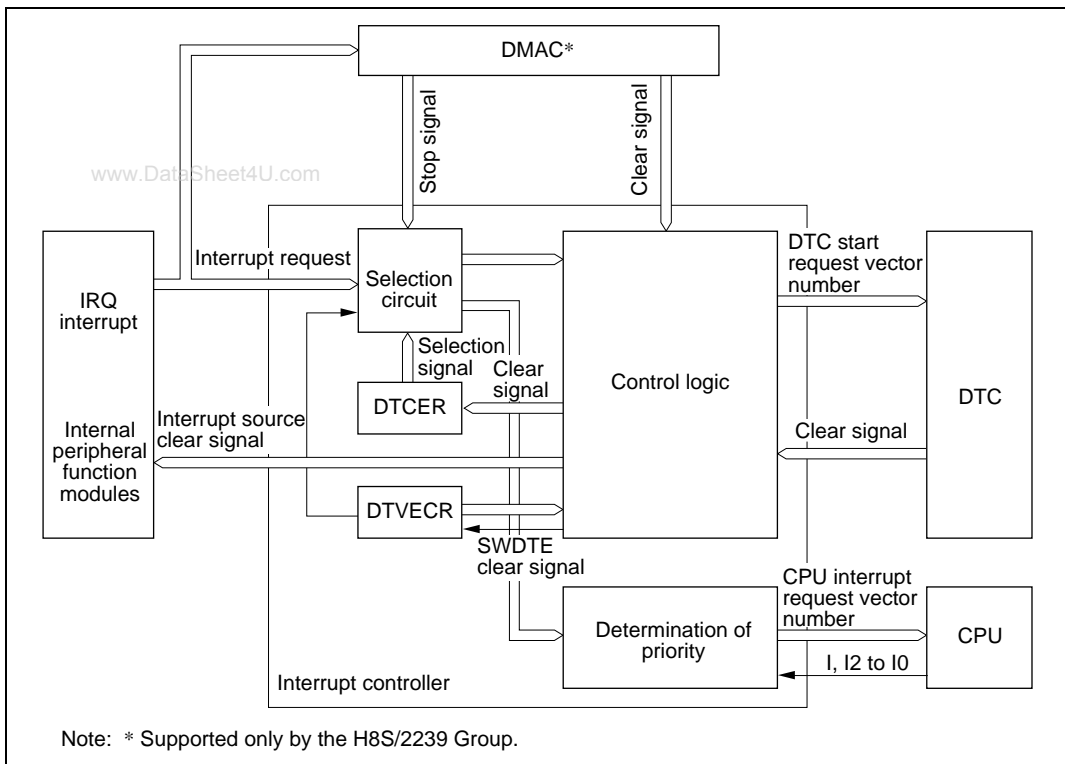 DMAC*
Stop signal
Clear signal
www.DataSheet4U.com
Interrupt request
Selection
circuit
DTC start
request vector
number
IRQ
interrupt
Selection
signal
Clear
signal
Control logic
DTCER
DTC
Interrupt source
clear signal
Internal
peripheral
function
modules
Clear signal
DTVECR
SWDTE
clear signal
CPU interrupt
request vector
number
Determination of
priority
CPU
I, I2 to I0
Interrupt controller
Note: * Supported only by the H8S/2239 Group.